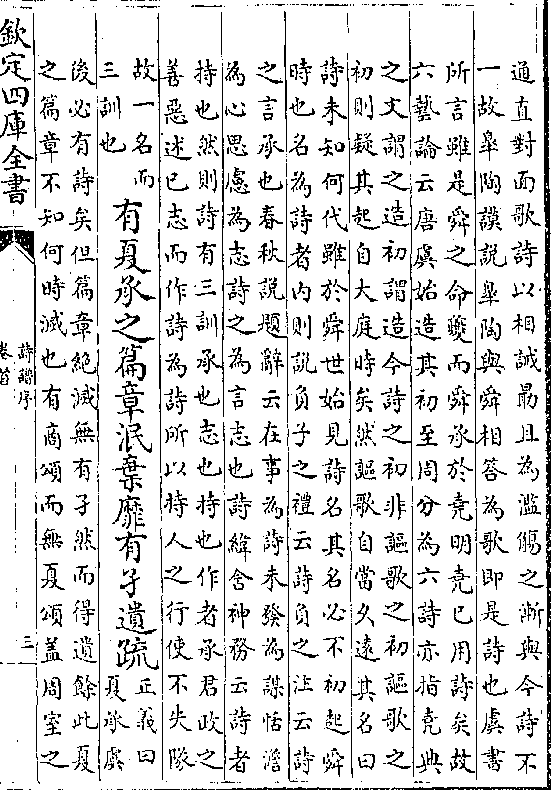 通直對面歌詩以相誡勗且為濫觴之漸與今詩不
一故皐陶謨說皐陶與舜相答為歌即是詩也虞書
所言雖是舜之命䕫而舜承於堯明堯已用詩矣故
六藝論云唐虞始造其初至周分為六詩亦指堯典
之文謂之造初謂造今詩之初非謳歌之初謳歌之
初則疑其起自大庭時矣然謳歌自當久遠其名曰
詩未知何代雖於舜世始見詩名其名必不初起舜
時也名為詩者內則說負子之禮云詩負之注云詩
之言承也春秋說題辭云在事為詩未發為謀恬澹
為心思慮為志詩之為言志也詩緯含神務云詩者
持也然則詩有三訓承也志也持也作者承君政之
善惡述已志而作詩為詩所以持人之行使不失隊
故一名而
三訓也
有夏承之篇章泯棄靡有孑遺疏
正義曰
夏承虞
後必有詩矣但篇章絶滅無有孑然而得遺餘此夏
之篇章不知何時滅也有商頌而無夏頌盖周室之
欽定四庫全書
詩譜序
卷首
三